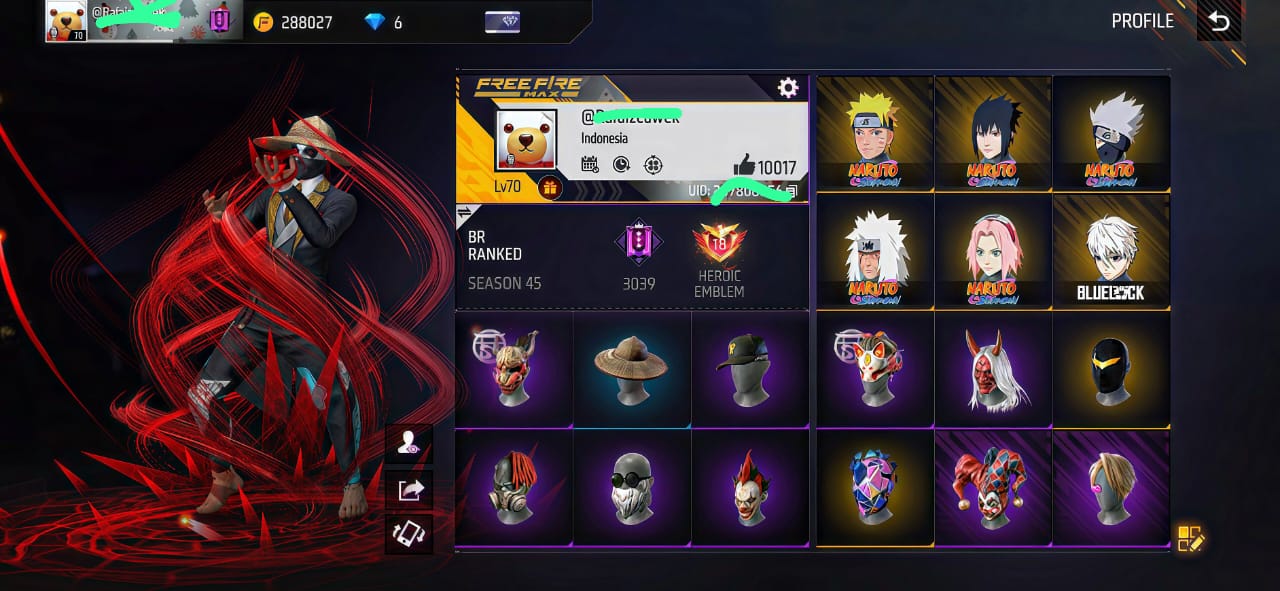 288027
6
PROFILE
70
FREE FIRE
MAX
Indonesia
10017
Lv70
UID:
BR
RANKED
SEASON 45
3039
T8
HEROIC
EMBLEM
NARUTO
NARUTO
NARUTO
NARUTO
NARUTO
BLUELOCK